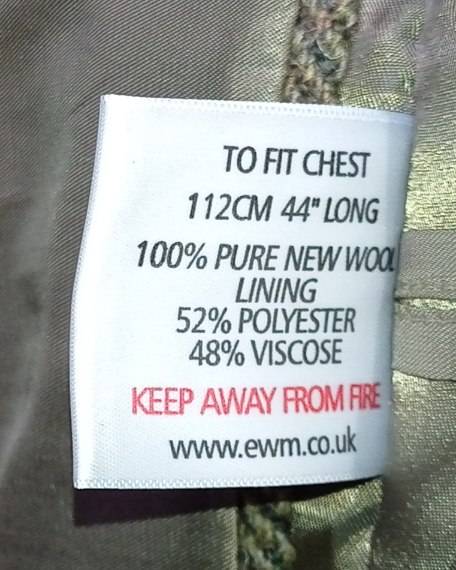 TO FIT CHEST
112CM 44" LONG
100% PURE NEW WOOL
LINING
52% POLYESTER
48% VISCOSE
KEEP AWAY FROM FIRE
www.ewm.co.uk